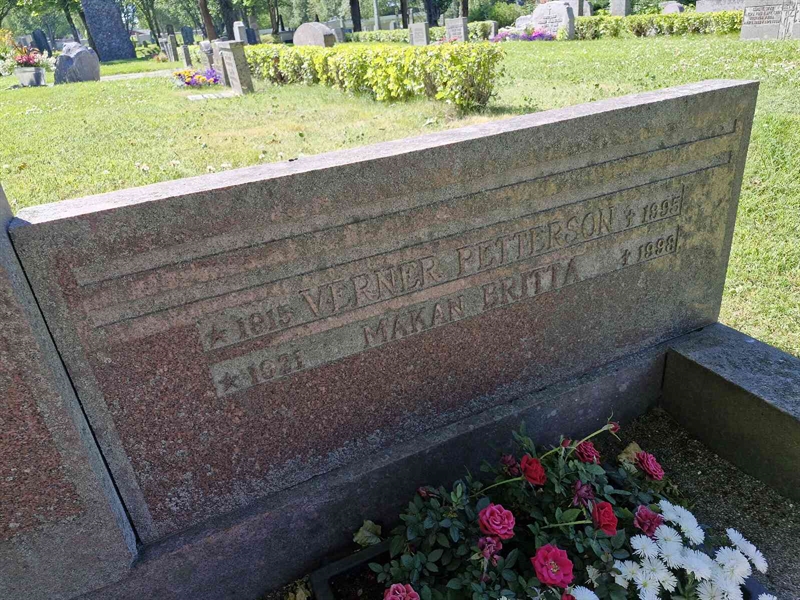 ★ 1915 VERNER PETTERSON ✝ 1995
★ 1921 MAKAN BRITTA ✝ 1998